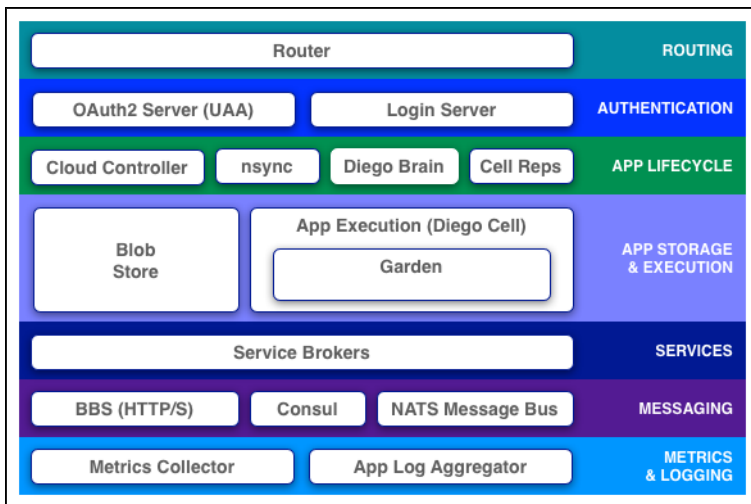 Router
ROUTING
OAuth2 Server (UAA)
Login Server
AUTHENTICATION
Cloud Controller
nsync
Diego Brain
Cell Reps
APP LIFECYCLE
Blob
Store
App Execution (Diego Cell)
Garden
APP STORAGE
& EXECUTION
Service Brokers
SERVICES
BBS (HTTP/S)
Consul
NATS Message Bus
MESSAGING
Metrics Collector
App Log Aggregator
METRICS
& LOGGING